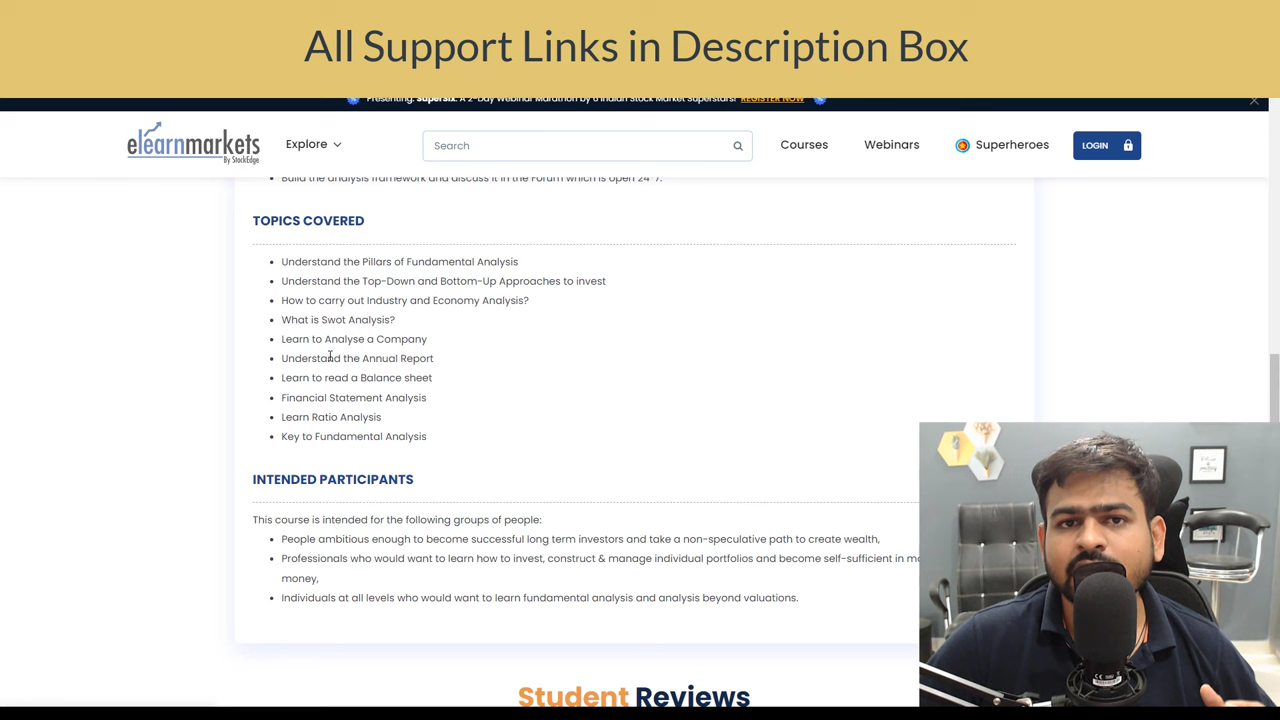 All Support Links in Description Box
Presenting: SuperSix: A 2-Day Webinar Marathon by 6 Indian Stock Market Superstars! REGISTER NOW
elearnmarkets
By StockEdge
Explore
Search
Courses
Webinars
Superheroes
LOGIN
Build the analysis framework and discuss it in the Forum which is open 24*7.
TOPICS COVERED
Understand the Pillars of Fundamental Analysis
Understand the Top-Down and Bottom-Up Approaches to invest
How to carry out Industry and Economy Analysis?
What is Swot Analysis?
Learn to Analyse a Company
Understand the Annual Report
Learn to read a Balance sheet
Financial Statement Analysis
Learn Ratio Analysis
Key to Fundamental Analysis
INTENDED PARTICIPANTS
This course is intended for the following groups of people:
People ambitious enough to become successful long term investors and take a non-speculative path to create wealth,
Professionals who would want to learn how to invest, construct & manage individual portfolios and become self-sufficient in
money,
Individuals at all levels who would want to learn fundamental analysis and analysis beyond valuations.
Student Reviews